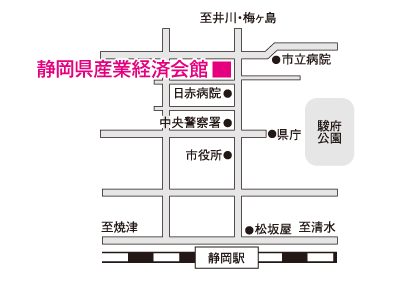 至井川・梅ヶ島
市立病院
静岡県産業経済会館
日赤病院
中央警察署
県庁
駿府
公園
市役所
至焼津
松坂屋
至清水
静岡駅